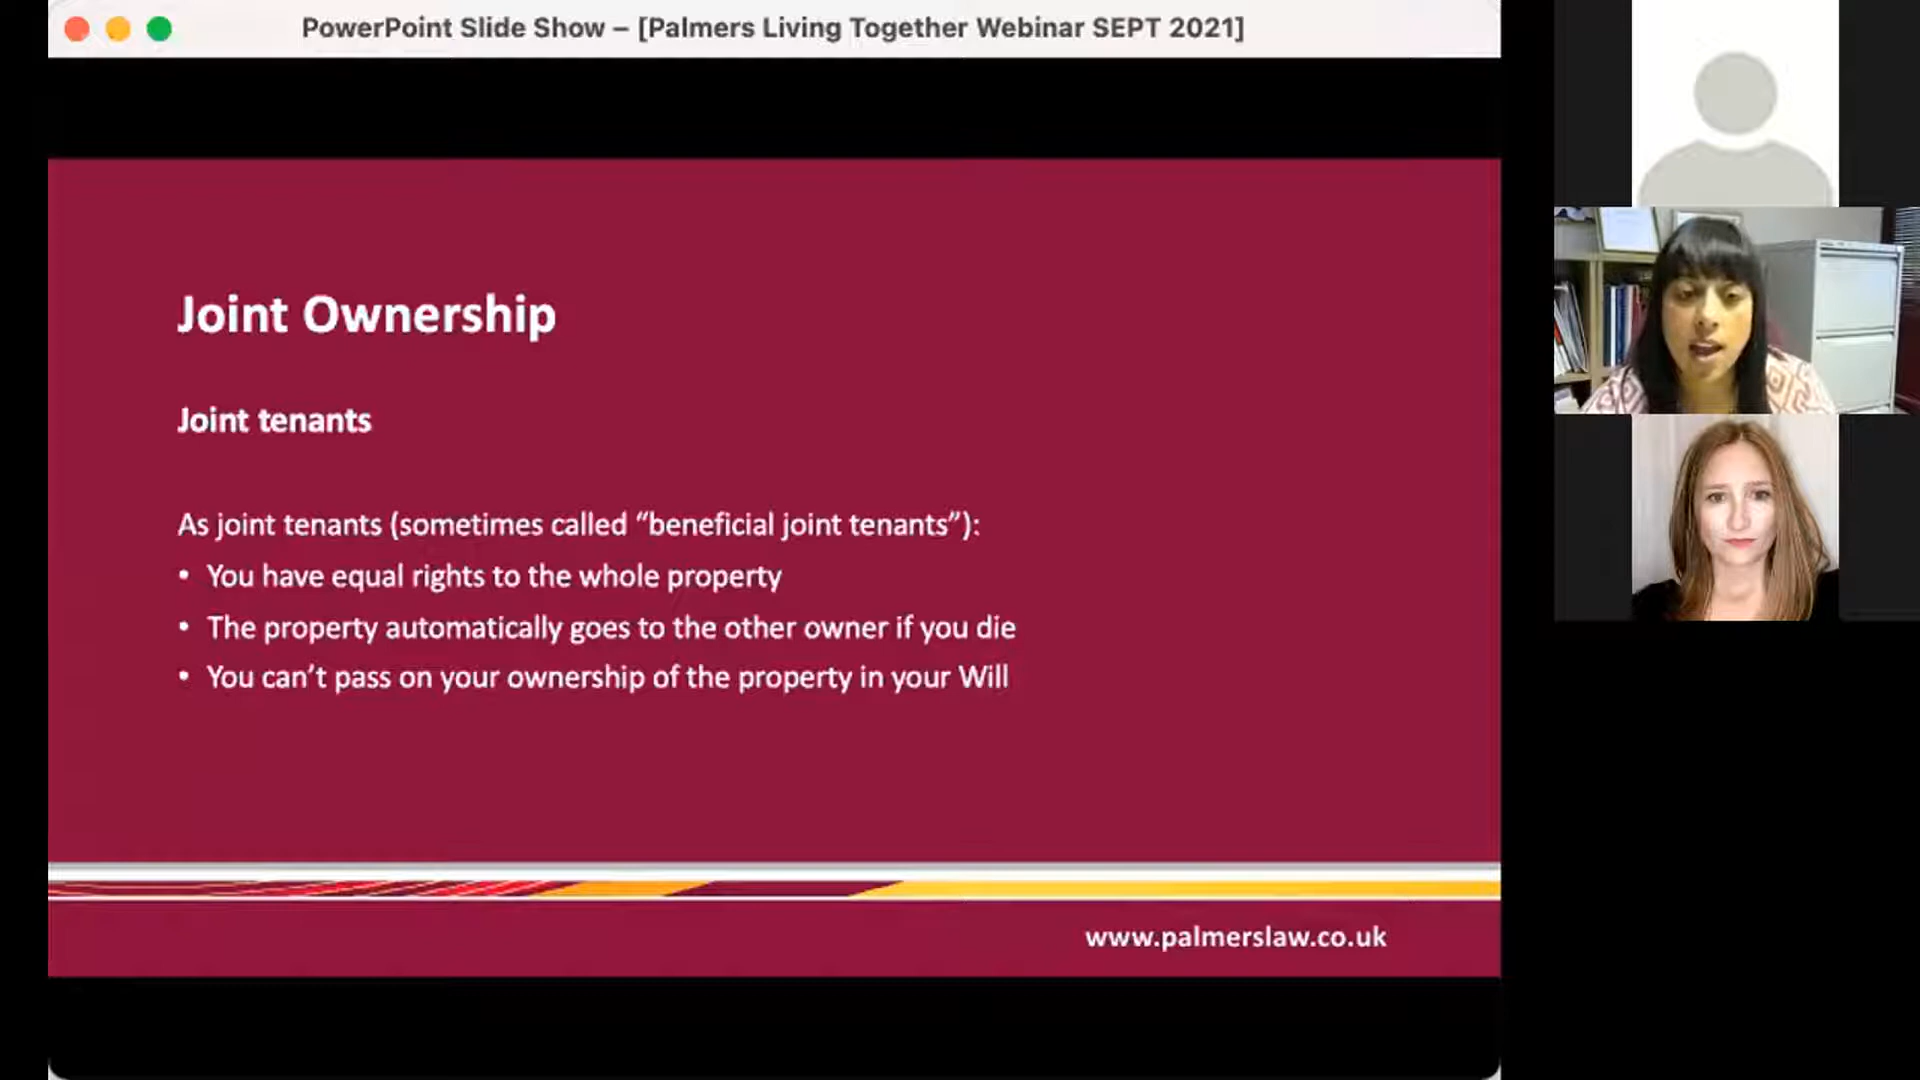 PowerPoint Slide Show – [Palmers Living Together Webinar SEPT 2021]
Joint Ownership
Joint tenants
As joint tenants (sometimes called “beneficial joint tenants”):
• You have equal rights to the whole property
• The property automatically goes to the other owner if you die
• You can’t pass on your ownership of the property in your Will
www.palmerslaw.co.uk